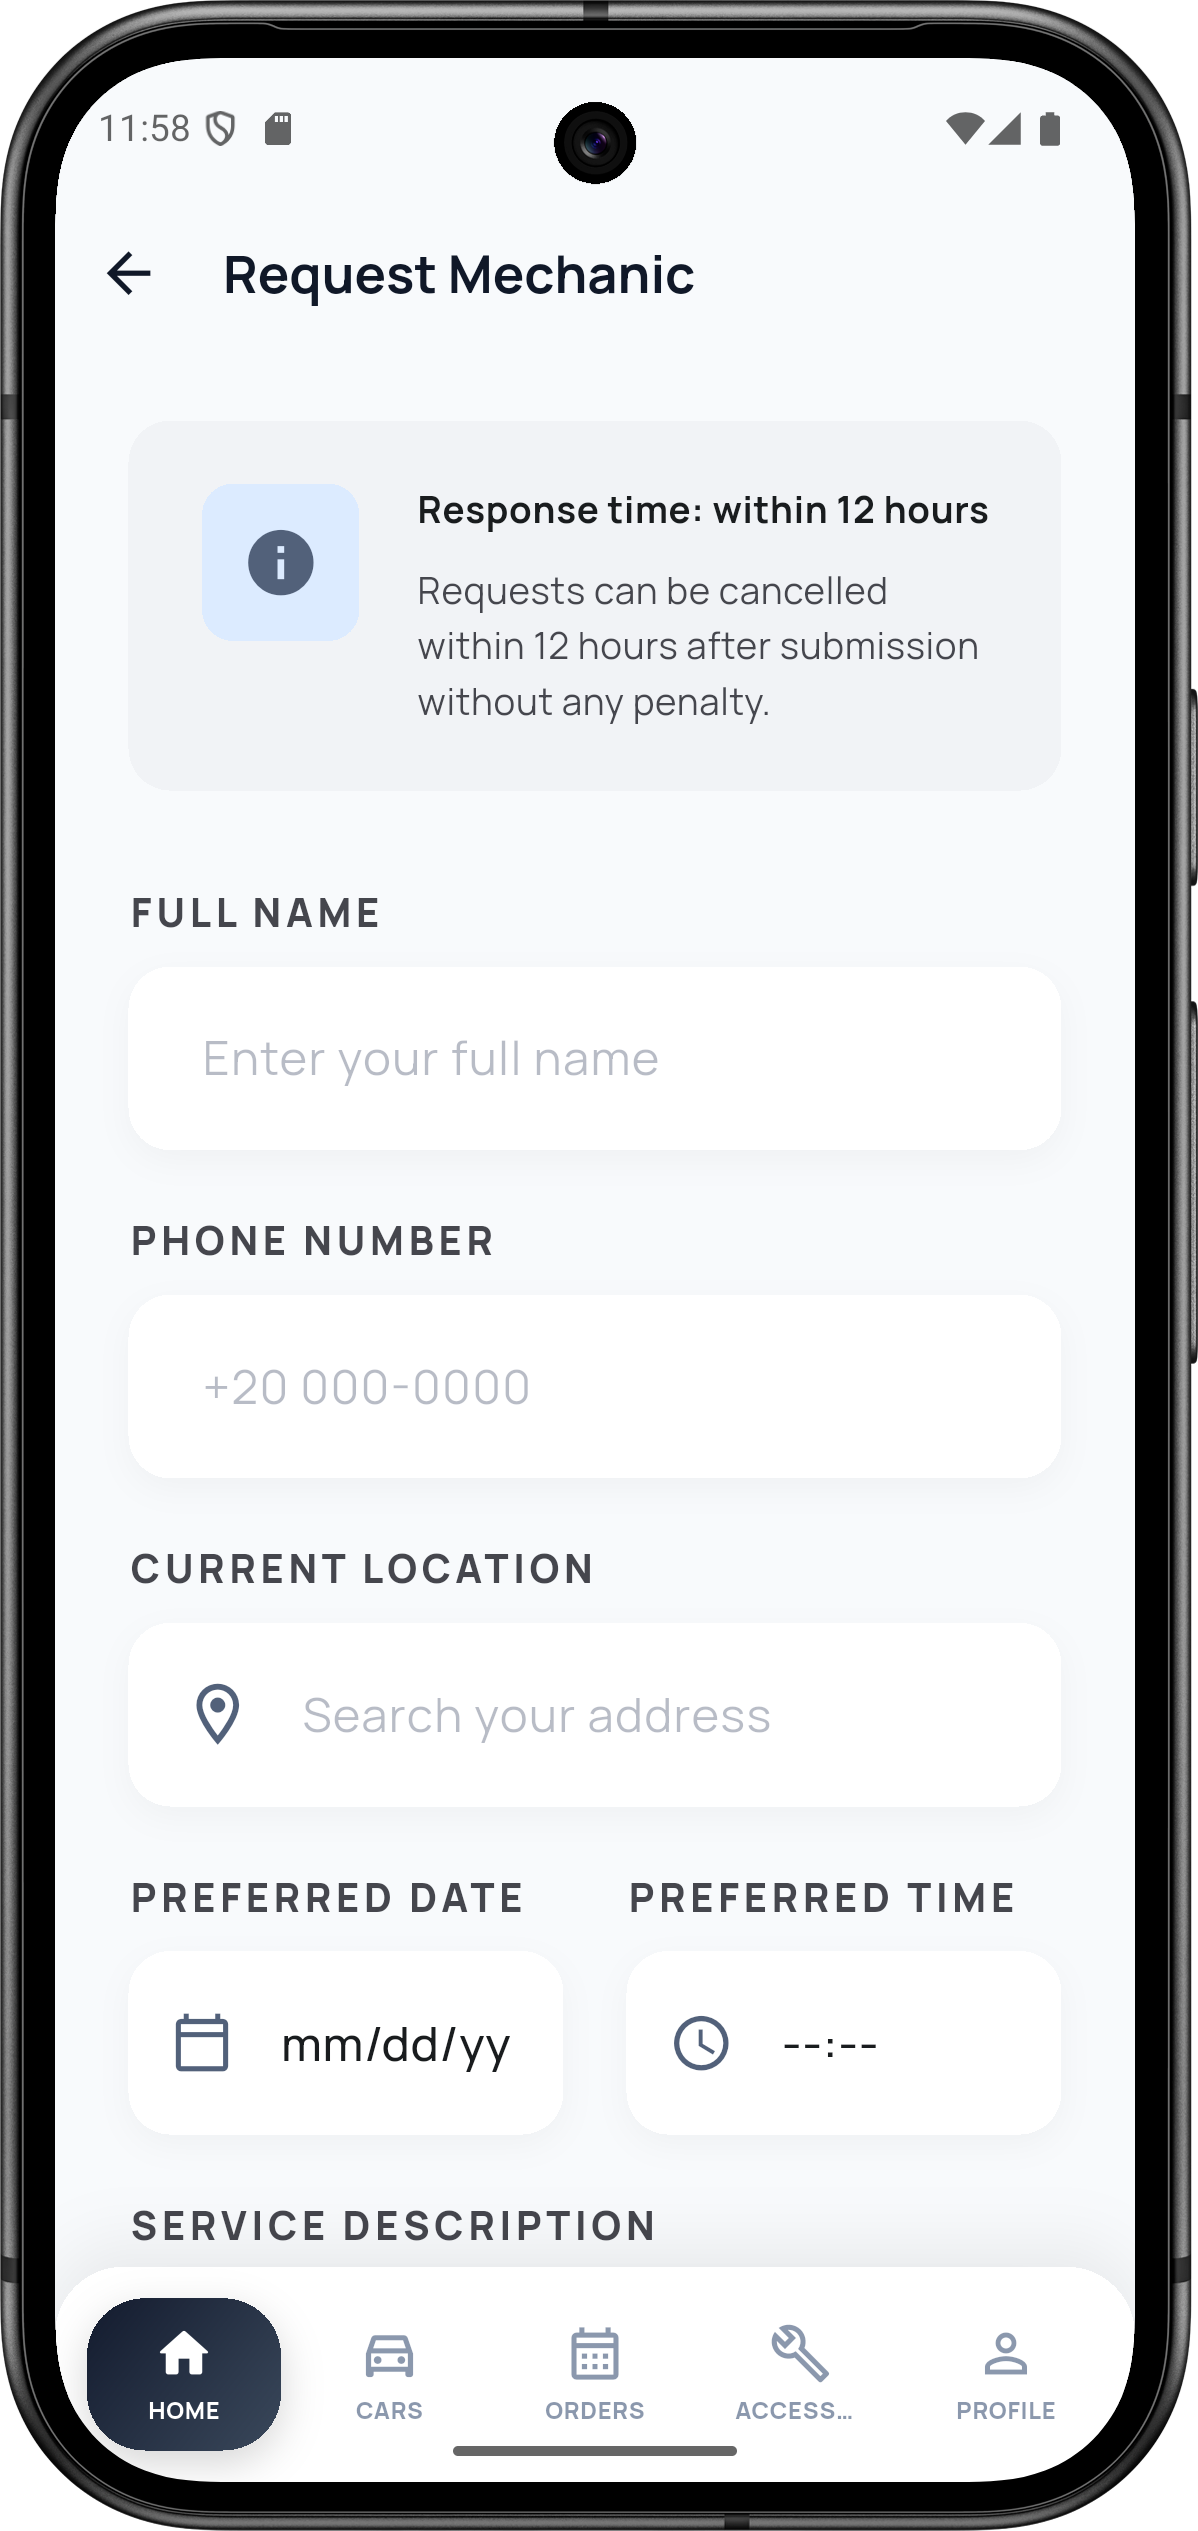 11:58
Request Mechanic
Response time: within 12 hours
Requests can be cancelled
within 12 hours after submission
without any penalty.
FULL NAME
Enter your full name
PHONE NUMBER
+20 000-0000
CURRENT LOCATION
Search your address
PREFERRED DATE PREFERRED TIME
mm/dd/yy --:--
SERVICE DESCRIPTION
HOME CARS ORDERS ACCESS... PROFILE